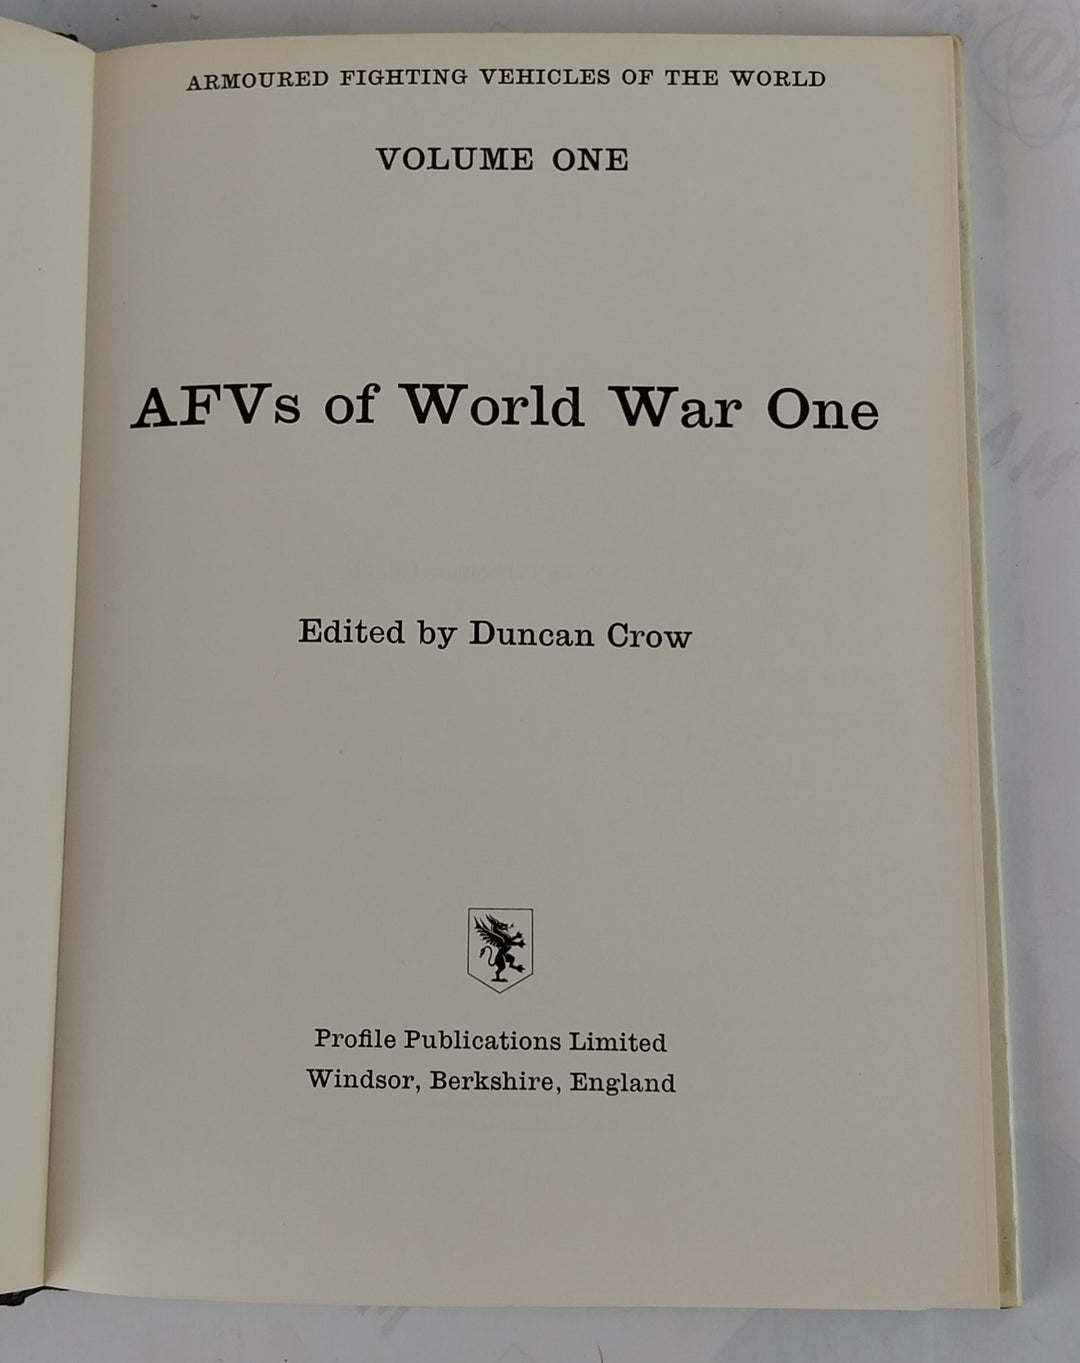 ARMOURED FIGHTING VEHICLES OF THE WORLD
VOLUME ONE
AFVs of World War One
Edited by Duncan Crow
Profile Publications Limited
Windsor, Berkshire, England